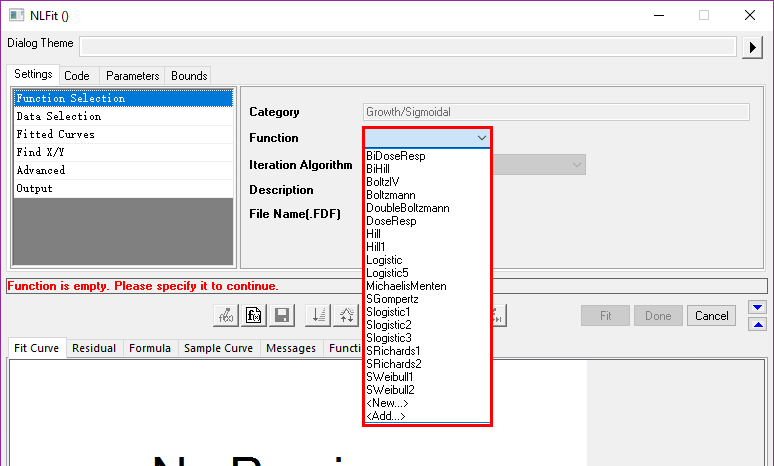 NLFit ()
Dialog Theme
Settings Code Parameters Bounds
Function Selection
Data Selection
Fitted Curves
Find X/Y
Advanced
Output
Category Growth/Sigmoidal
Function
Iteration Algorithm
Description
File Name(.FDF)
BiDoseResp
BiHill
BoltzIV
Boltzmann
DoubleBoltzmann
DoseResp
Hill
Hill1
Logistic
Logistic5
MichaelisMenten
SGompertz
Slogistic1
Slogistic2
Slogistic3
SRichards1
SRichards2
SWeibull1
SWeibull2
<New...>
<Add...>
Function is empty. Please specify it to continue.
Fit Done Cancel
Fit Curve Residual Formula Sample Curve Messages Functi